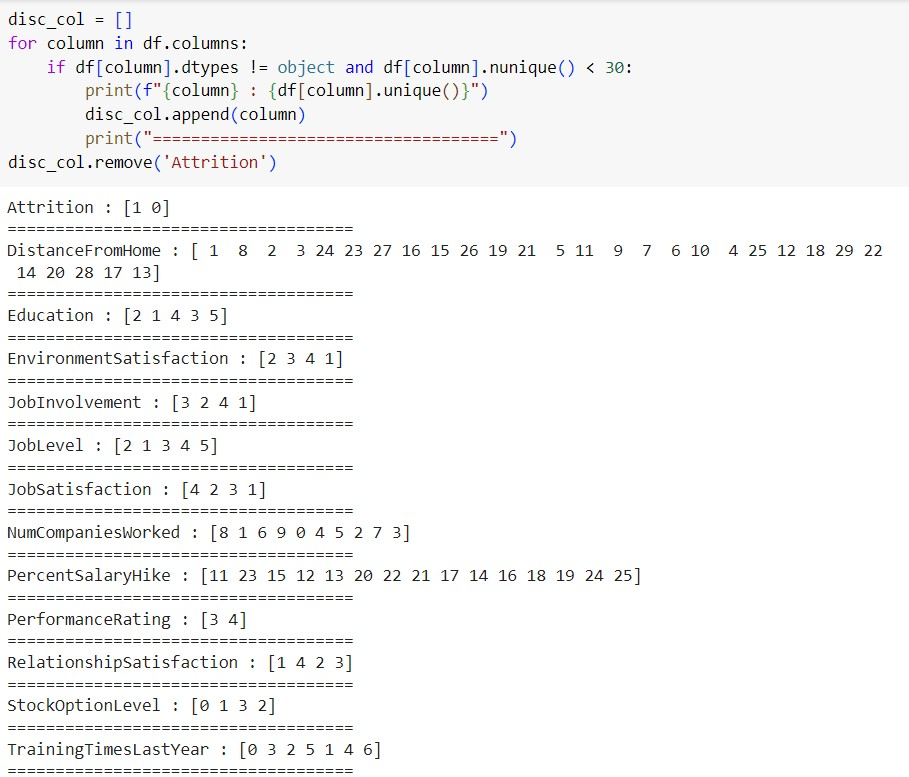 disc_col = []
for column in df.columns:
    if df[column].dtypes != object and df[column].nunique() < 30:
        print(f"{column} : {df[column].unique()}")
        disc_col.append(column)
        print("====================================")
disc_col.remove('Attrition')
Attrition : [1 0]
====================================
DistanceFromHome : [ 1  8  2  3 24 23 27 16 15 26 19 21  5 11  9  7  6 10  4 25 12 18 29 22
 14 20 28 17 13]
====================================
Education : [2 1 4 3 5]
====================================
EnvironmentSatisfaction : [2 3 4 1]
====================================
JobInvolvement : [3 2 4 1]
====================================
JobLevel : [2 1 3 4 5]
====================================
JobSatisfaction : [4 2 3 1]
====================================
NumCompaniesWorked : [8 1 6 9 0 4 5 2 7 3]
====================================
PercentSalaryHike : [11 23 15 12 13 20 22 21 17 14 16 18 19 24 25]
====================================
PerformanceRating : [3 4]
====================================
RelationshipSatisfaction : [1 4 2 3]
====================================
StockOptionLevel : [0 1 3 2]
====================================
TrainingTimesLastYear : [0 3 2 5 1 4 6]
====================================